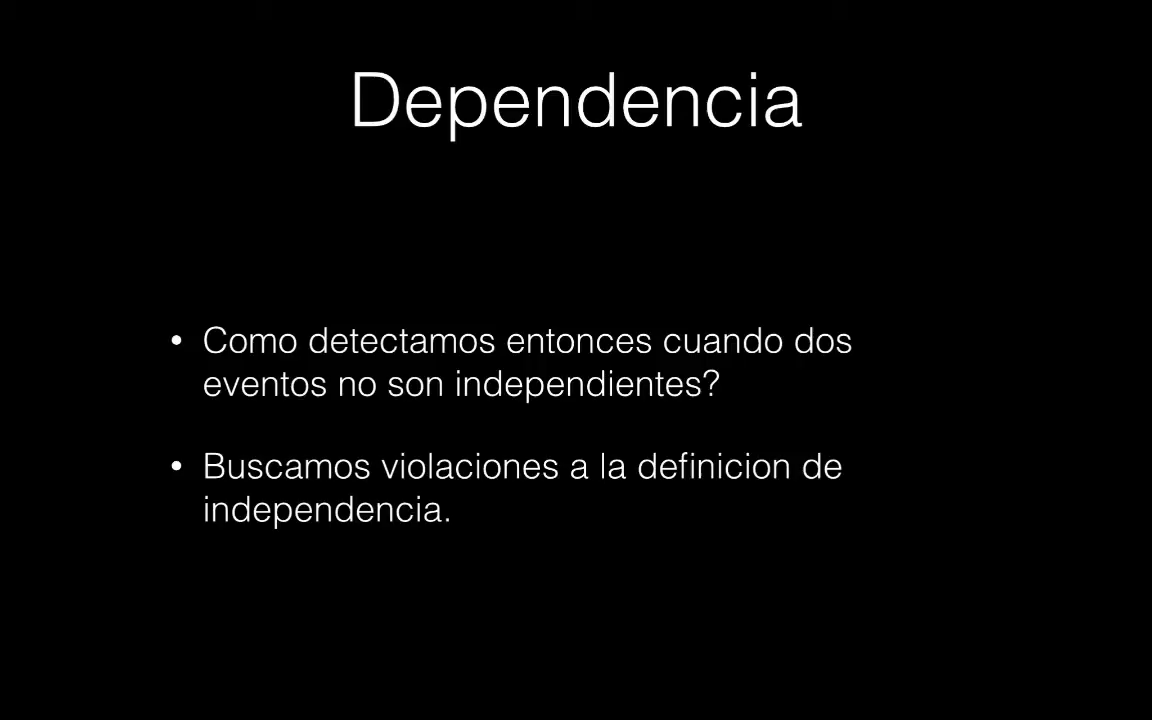 Dependencia
• Como detectamos entonces cuando dos
eventos no son independientes?
• Buscamos violaciones a la definicion de
independencia.